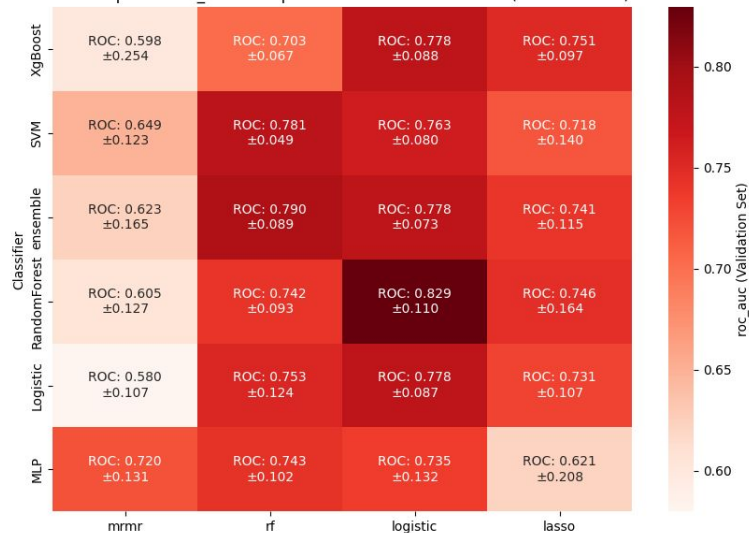 XgBoost
ROC: 0.598
±0.254
ROC: 0.703
±0.067
ROC: 0.778
±0.088
ROC: 0.751
±0.097
SVM
ROC: 0.649
±0.123
ROC: 0.781
±0.049
ROC: 0.763
±0.080
ROC: 0.718
±0.140
ensemble
ROC: 0.623
±0.165
ROC: 0.790
±0.089
ROC: 0.778
±0.073
ROC: 0.741
±0.115
Classifier
RandomForest
ROC: 0.605
±0.127
ROC: 0.742
±0.093
ROC: 0.829
±0.110
ROC: 0.746
±0.164
Logistic
ROC: 0.580
±0.107
ROC: 0.753
±0.124
ROC: 0.778
±0.087
ROC: 0.731
±0.107
MLP
ROC: 0.720
±0.131
ROC: 0.743
±0.102
ROC: 0.735
±0.132
ROC: 0.621
±0.208
mrmr
rf
logistic
lasso
0.80
0.75
0.70
0.65
0.60
roc_auc (Validation Set)